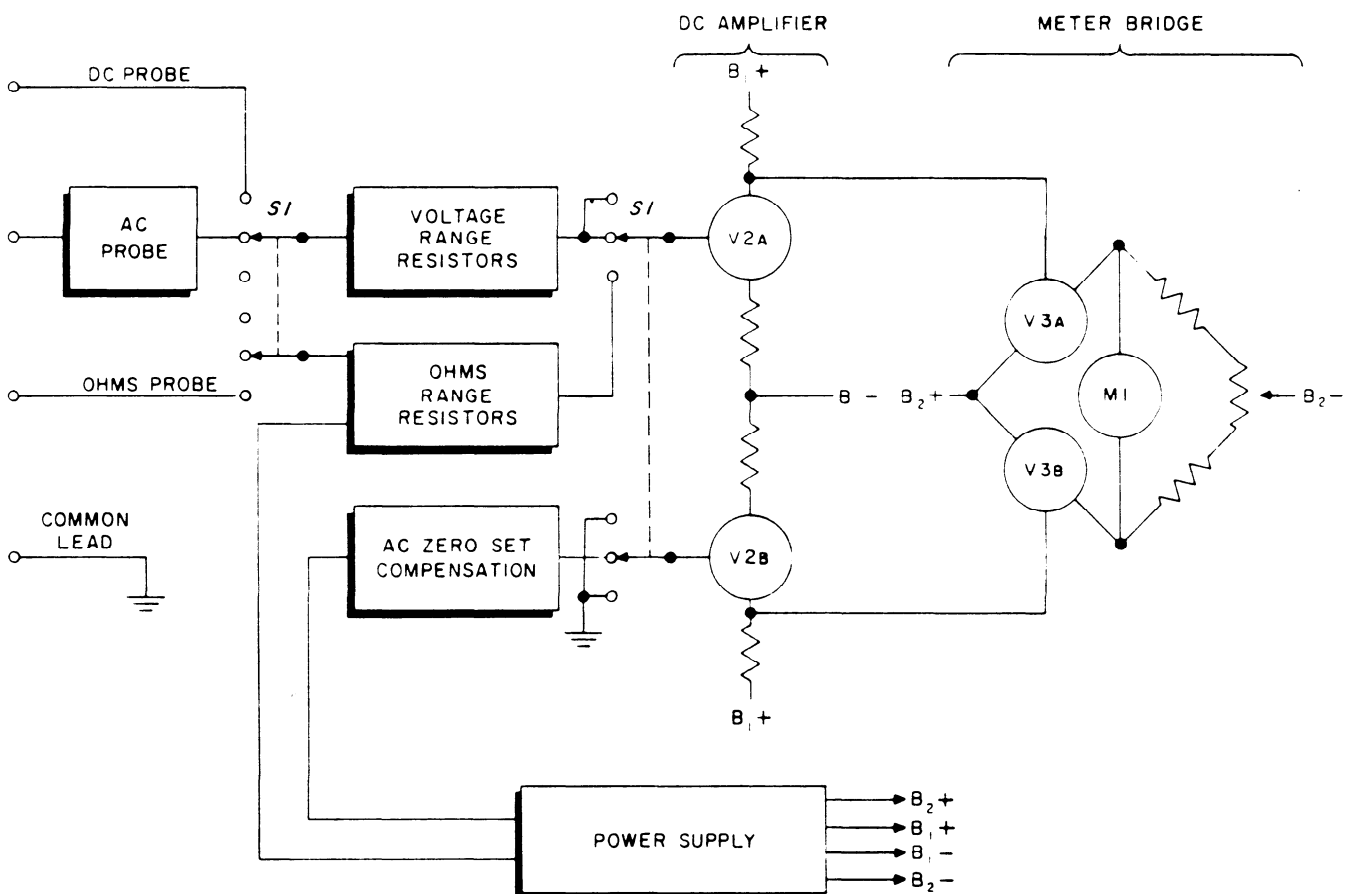 DC AMPLIFIER
METER BRIDGE
B1+
DC PROBE
AC
PROBE
S1
VOLTAGE
RANGE
RESISTORS
S1
V2A
V3A
OHMS PROBE
OHMS
RANGE
RESISTORS
B-
B2+
M1
B2-
V3B
COMMON
LEAD
AC ZERO SET
COMPENSATION
V2B
B1+
POWER SUPPLY
B2+
B1+
B1-
B2-